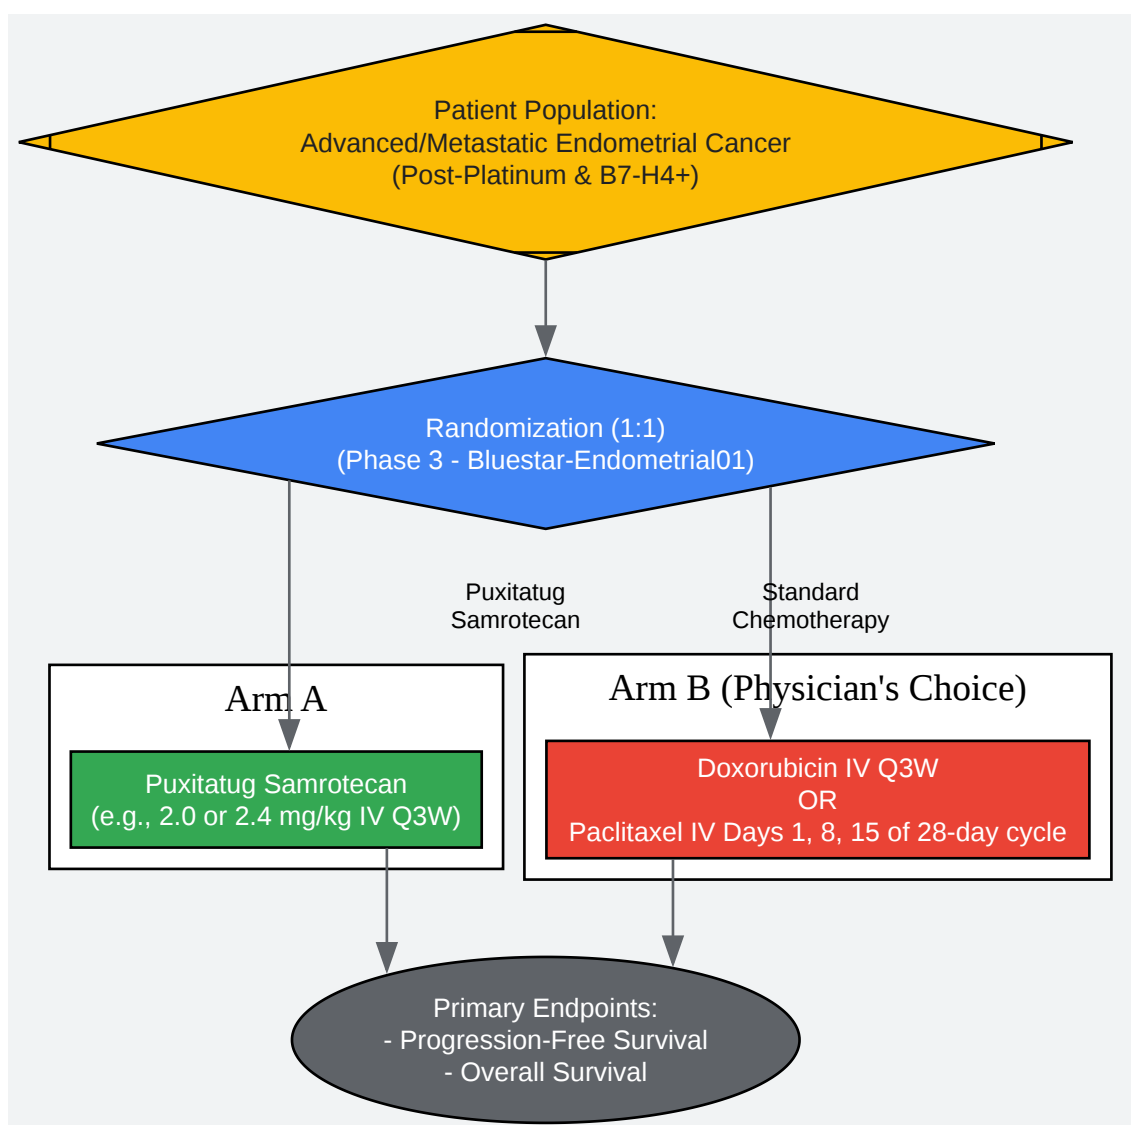 Patient Population:
Advanced/Metastatic Endometrial Cancer
(Post-Platinum & B7-H4+)
Randomization (1:1)
(Phase 3 - Bluestar-Endometrial01)
Puxitatug
Samrotecan
Standard
Chemotherapy
Arm A
Puxitatug Samrotecan
(e.g., 2.0 or 2.4 mg/kg IV Q3W)
Arm B (Physician's Choice)
Doxorubicin IV Q3W
OR
Paclitaxel IV Days 1, 8, 15 of 28-day cycle
Primary Endpoints:
- Progression-Free Survival
- Overall Survival